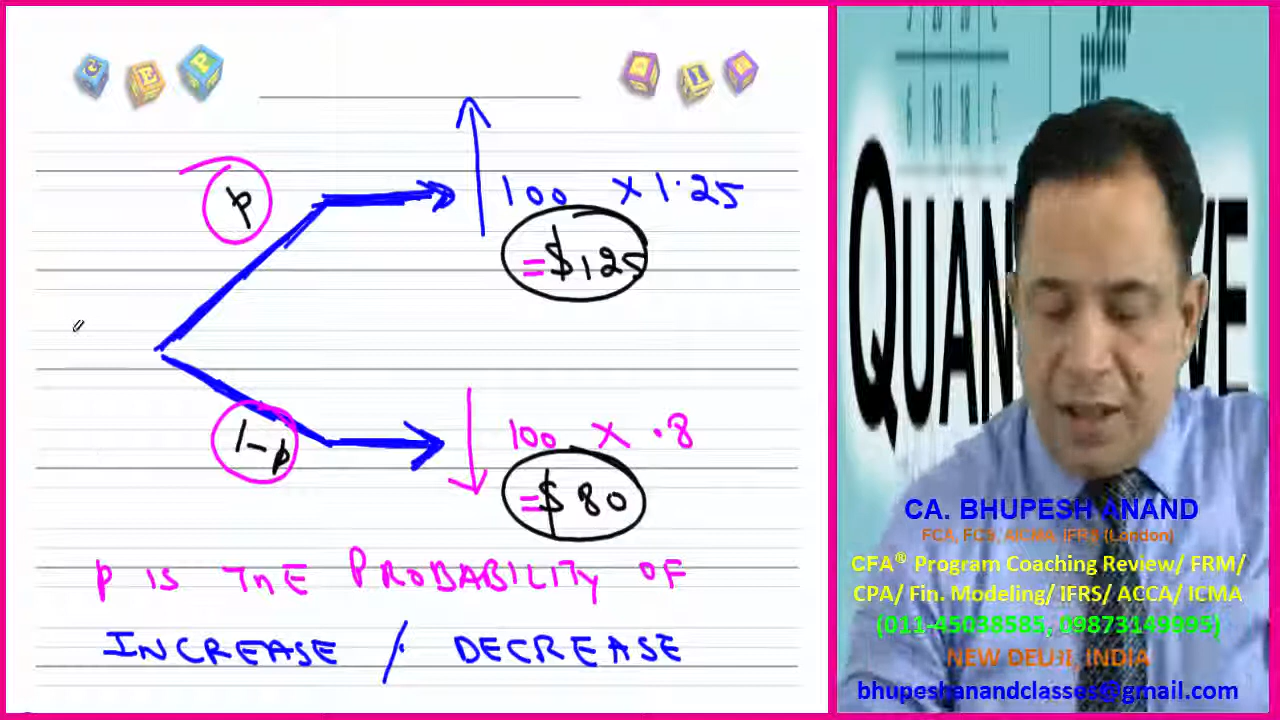 p
100 X 1.25
= $125
1-p
100 X .8
= $ 80
P IS THE PROBABILITY OF
INCREASE / DECREASE
QUAN VE
CA. BHUPESH ANAND
FCA, FCS, AICMA, IFRS (London)
CFA® Program Coaching Review/ FRM/
CPA/ Fin. Modeling/ IFRS/ ACCA/ ICMA
(011-45038585, 09873149995)
NEW DELHI, INDIA
bhupeshanandclasses@gmail.com